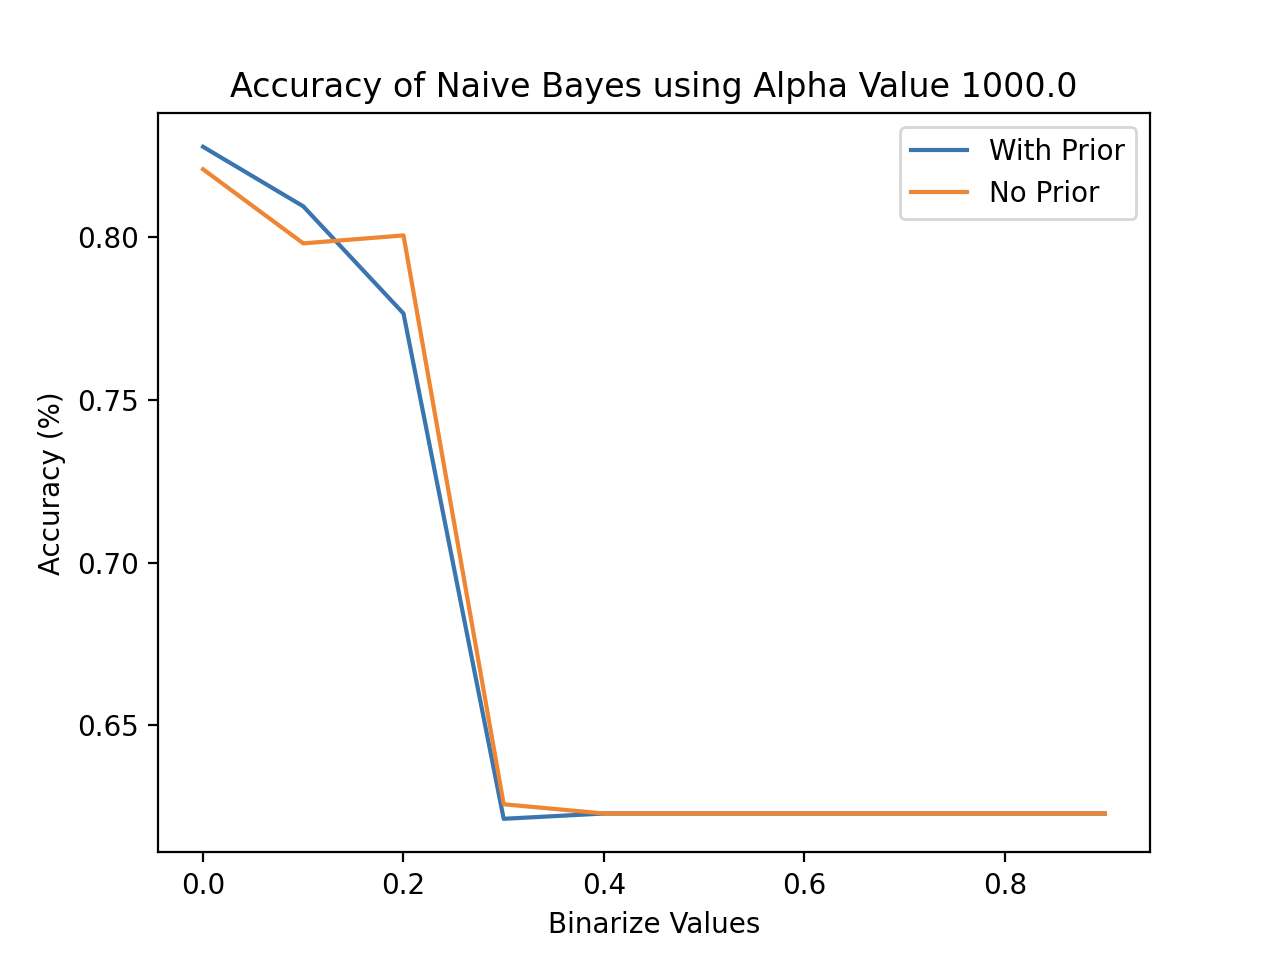 Accuracy of Naive Bayes using Alpha Value 1000.0
With Prior
No Prior
0.80
0.75
0.70
0.65
Accuracy (%)
0.0 0.2 0.4 0.6 0.8
Binarize Values